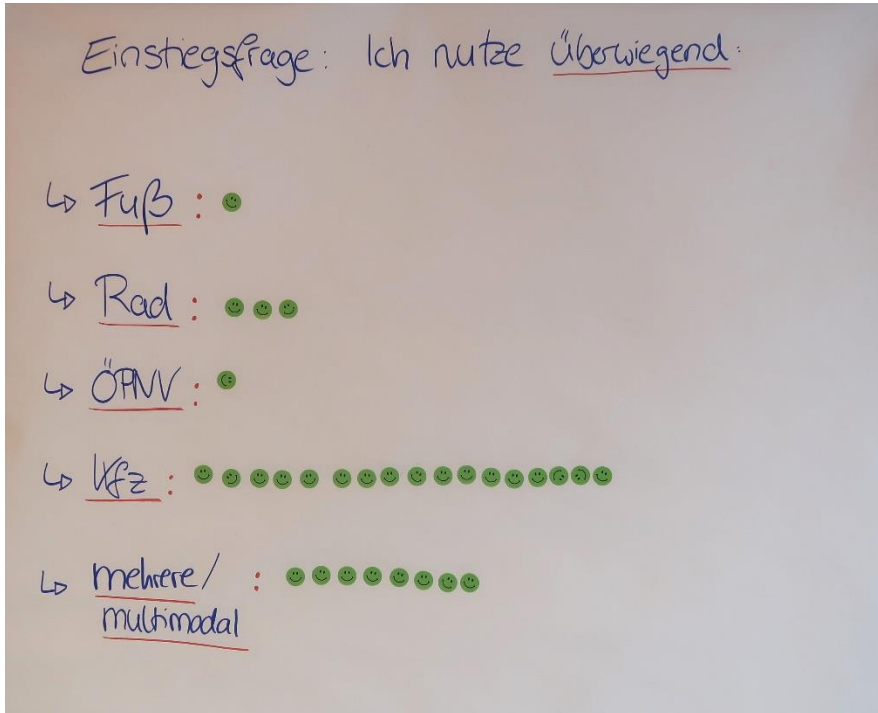 Einstiegsfrage: Ich nutze überwiegend:
↳ Fuß :
↳ Rad :
↳ ÖPNV :
↳ Kfz :
↳ mehrere/ :
multimodal